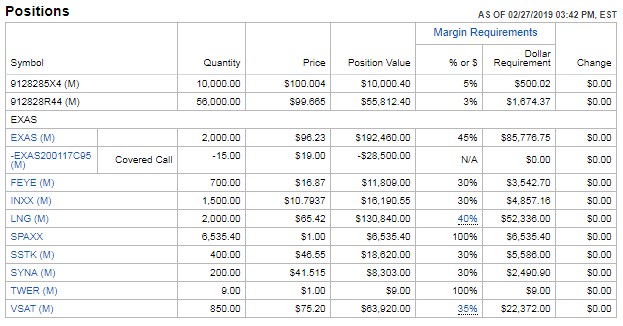 Positions
AS OF 02/27/2019 03:42 PM, EST
Margin Requirements
Symbol Quantity Price Position Value % or $ Dollar Requirement Change
9128285X4 (M) 10,000.00 $100.004 $10,000.40 5% $500.02 $0.00
912828R44 (M) 56,000.00 $99.665 $55,812.40 3% $1,674.37 $0.00
EXAS
EXAS (M) 2,000.00 $96.23 $192,460.00 45% $85,776.75 $0.00
-EXAS200117C95 (M) Covered Call -15.00 $19.00 -$28,500.00 N/A $0.00 $0.00
FEYE (M) 700.00 $16.87 $11,809.00 30% $3,542.70 $0.00
INXX (M) 1,500.00 $10.7937 $16,190.55 30% $4,857.16 $0.00
LNG (M) 2,000.00 $65.42 $130,840.00 40% $52,336.00 $0.00
SPAXX 6,535.40 $1.00 $6,535.40 100% $6,535.40 $0.00
SSTK (M) 400.00 $46.55 $18,620.00 30% $5,586.00 $0.00
SYNA (M) 200.00 $41.515 $8,303.00 30% $2,490.90 $0.00
TWER (M) 9.00 $1.00 $9.00 100% $9.00 $0.00
VSAT (M) 850.00 $75.20 $63,920.00 35% $22,372.00 $0.00